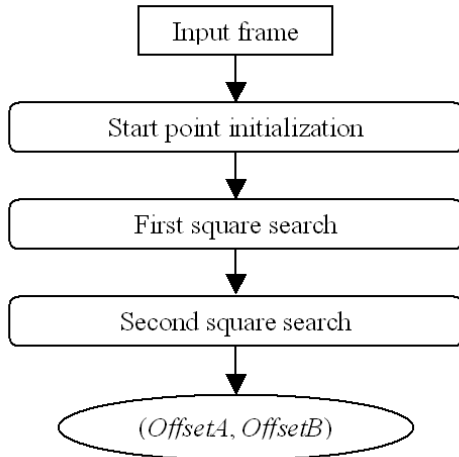 Input frame
Start point initialization
First square search
Second square search
(OffsetA, OffsetB)